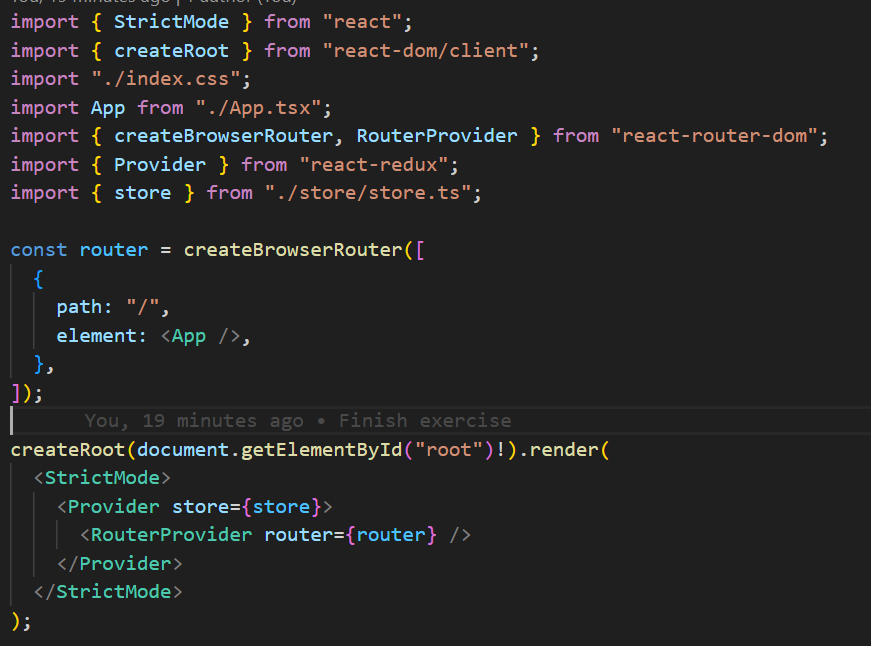 import { StrictMode } from "react";
import { createRoot } from "react-dom/client";
import "./index.css";
import App from "./App.tsx";
import { createBrowserRouter, RouterProvider } from "react-router-dom";
import { Provider } from "react-redux";
import { store } from "./store/store.ts";

const router = createBrowserRouter([
  {
    path: "/",
    element: <App />,
  },
]);
You, 19 minutes ago • Finish exercise
createRoot(document.getElementById("root")!).render(
  <StrictMode>
    <Provider store={store}>
      <RouterProvider router={router} />
    </Provider>
  </StrictMode>
);